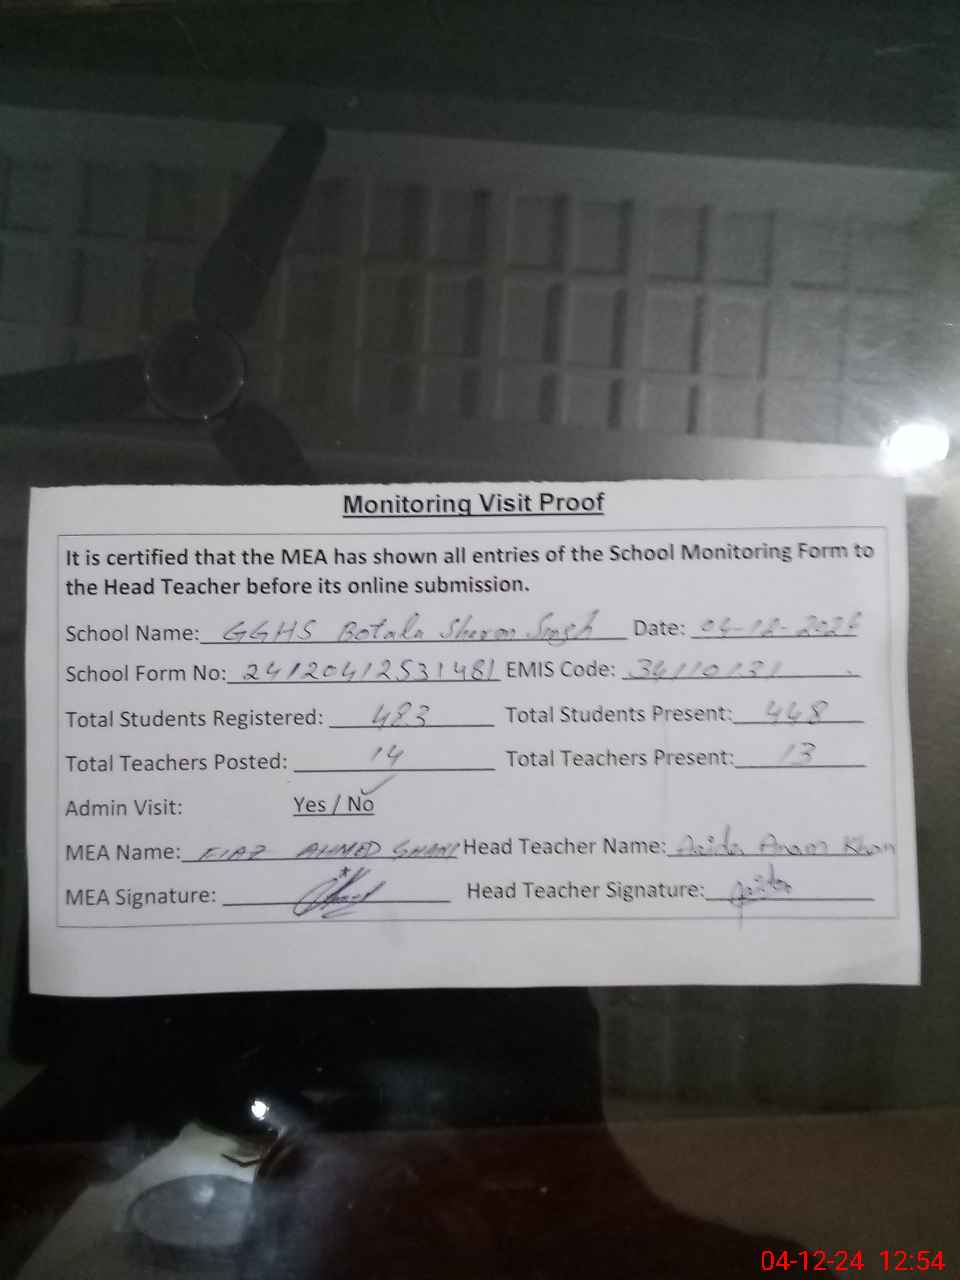 Monitoring Visit Proof
It is certified that the MEA has shown all entries of the School Monitoring Form to
the Head Teacher before its online submission.
School Name: GGHS Botala Sharam Singh Date: 04-12-2024
School Form No: 24120412531481 EMIS Code: 34110131
Total Students Registered: 483 Total Students Present: 448
Total Teachers Posted: 14 Total Teachers Present: 13
Admin Visit: Yes / No
MEA Name: AHMED Head Teacher Name: Anam Khan
MEA Signature: Head Teacher Signature:
04-12-24 12:54